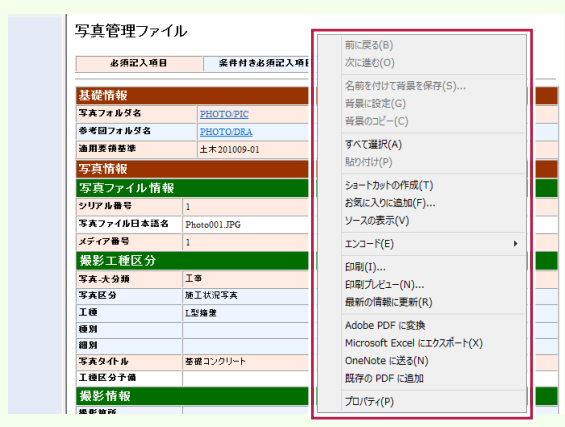 写真管理ファイル
必須記入項目
条件付き必須記入項目
基礎情報
写真フォルダ名
PHOTO/PIC
参考図フォルダ名
PHOTO/DRA
適用要領基準
土木201009-01
写真情報
写真ファイル情報
シリアル番号
1
写真ファイル日本語名
Photo001.JPG
メディア番号
1
撮影工種区分
写真-大分類
工事
写真区分
施工状況写真
工種
L型擁壁
種別
細別
写真タイトル
基礎コンクリート
工種区分予備
撮影情報
撮影箇所
前に戻る(B)
次に進む(O)
名前を付けて背景を保存(S)...
背景に設定(G)
背景のコピー(C)
すべて選択(A)
貼り付け(P)
ショートカットの作成(T)
お気に入りに追加(F)...
ソースの表示(V)
エンコード(E)
印刷(I)...
印刷プレビュー(N)...
最新の情報に更新(R)
Adobe PDF に変換
Microsoft Excel にエクスポート(X)
OneNote に送る(N)
既存の PDF に追加
プロパティ(P)